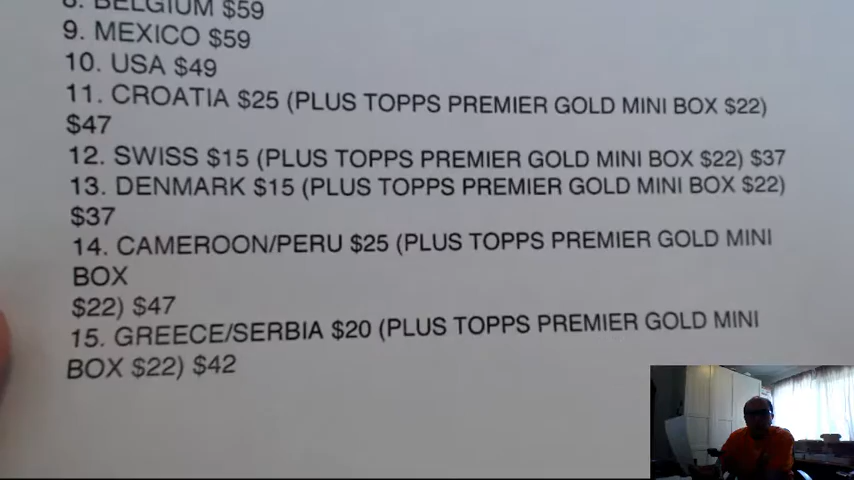 8. BELGIUM $59
9. MEXICO $59
10. USA $49
11. CROATIA $25 (PLUS TOPPS PREMIER GOLD MINI BOX $22)
$47
12. SWISS $15 (PLUS TOPPS PREMIER GOLD MINI BOX $22) $37
13. DENMARK $15 (PLUS TOPPS PREMIER GOLD MINI BOX $22)
$37
14. CAMEROON/PERU $25 (PLUS TOPPS PREMIER GOLD MINI
BOX
$22) $47
15. GREECE/SERBIA $20 (PLUS TOPPS PREMIER GOLD MINI
BOX $22) $42